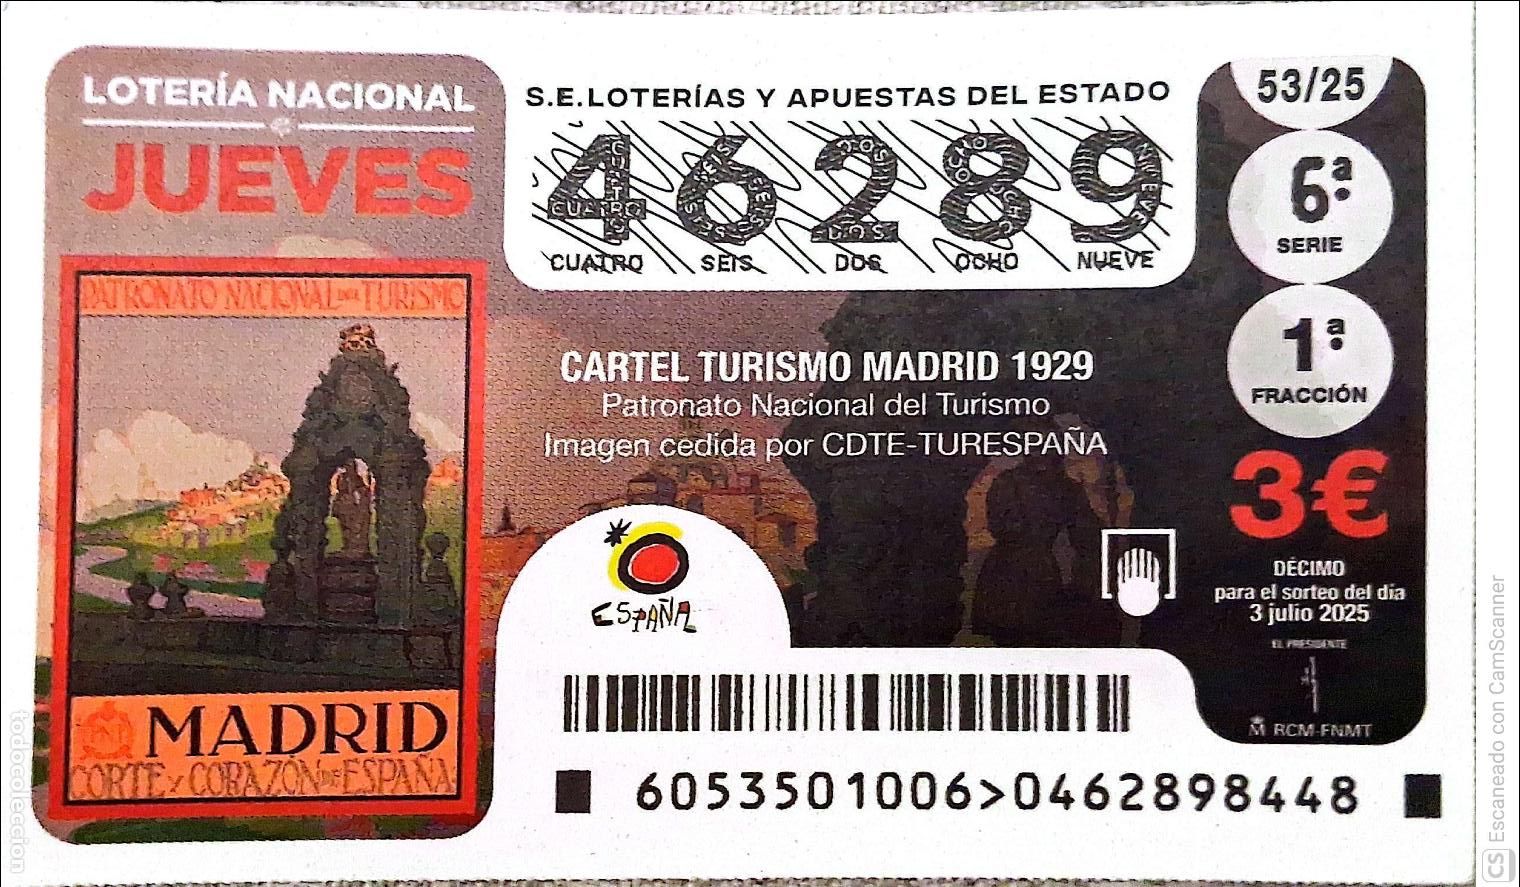 LOTERÍA NACIONAL
JUEVES
PATRONATO NACIONAL DEL TURISMO
MADRID
CORTE Y CORAZÓN DE ESPAÑA
S.E.LOTERÍAS Y APUESTAS DEL ESTADO
46289
CUATRO SEIS DOS OCHO NUEVE
CARTEL TURISMO MADRID 1929
Patronato Nacional del Turismo
Imagen cedida por CDTE-TURESPAÑA
ESPAÑA
53/25
6ª
SERIE
1ª
FRACCIÓN
3€
DÉCIMO
para el sorteo del día
3 julio 2025
EL PRESIDENTE
RCM-FNMT
6053501006>0462898448
todocoleccion
CS Escaneado con CamScanner